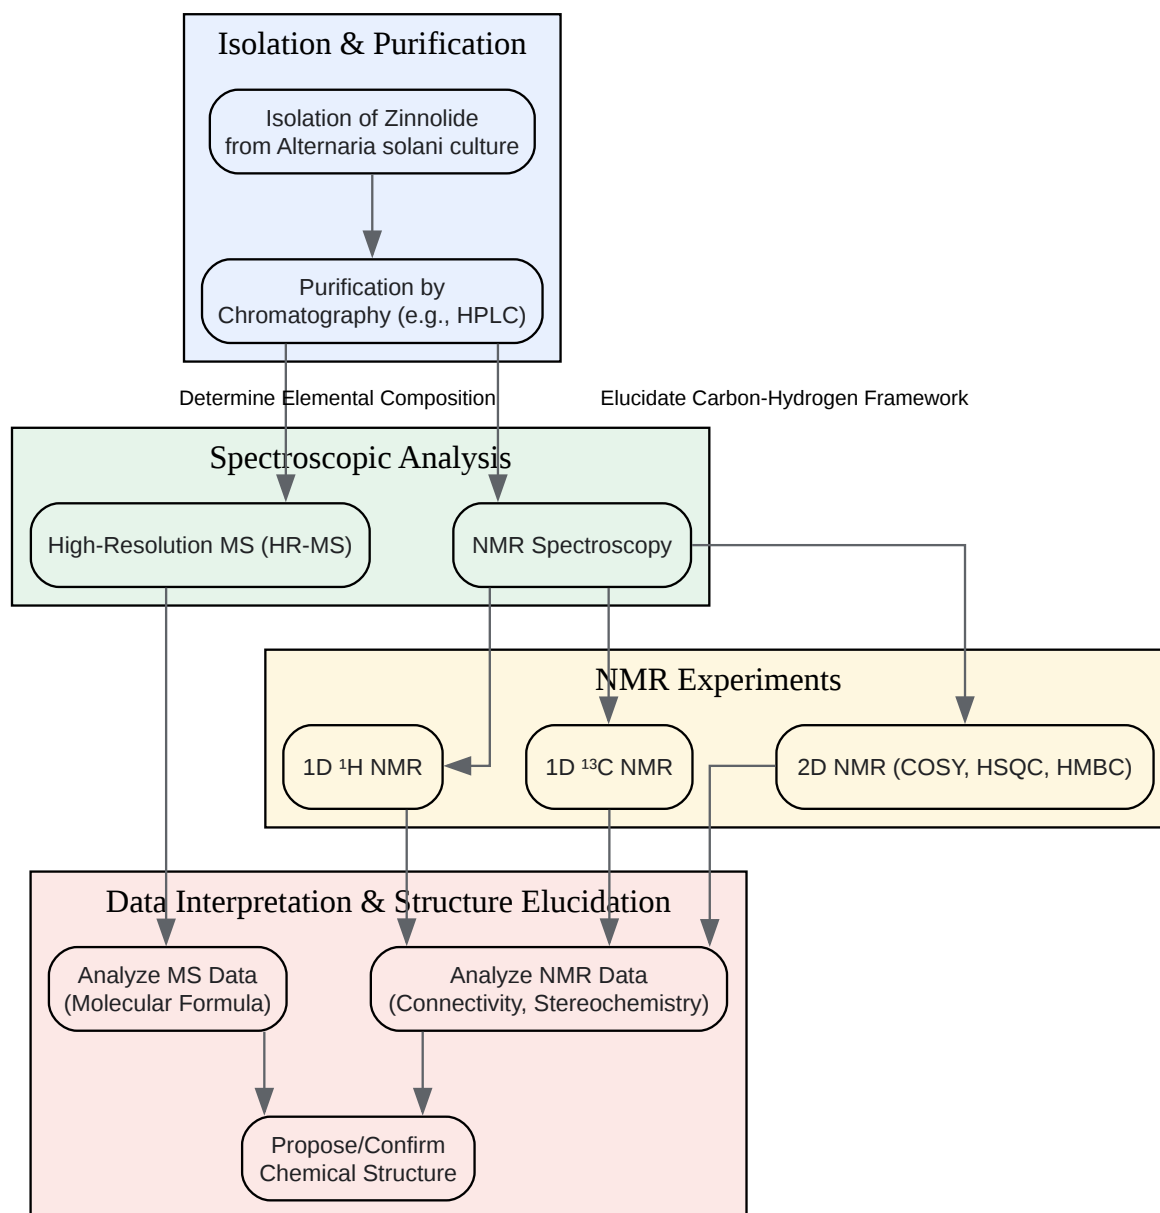 Isolation & Purification
Isolation of Zinnolide
from Alternaria solani culture
Purification by
Chromatography (e.g., HPLC)
Determine Elemental Composition
Elucidate Carbon-Hydrogen Framework
Spectroscopic Analysis
High-Resolution MS (HR-MS)
NMR Spectroscopy
NMR Experiments
1D ¹H NMR
1D ¹³C NMR
2D NMR (COSY, HSQC, HMBC)
Data Interpretation & Structure Elucidation
Analyze MS Data
(Molecular Formula)
Analyze NMR Data
(Connectivity, Stereochemistry)
Propose/Confirm
Chemical Structure